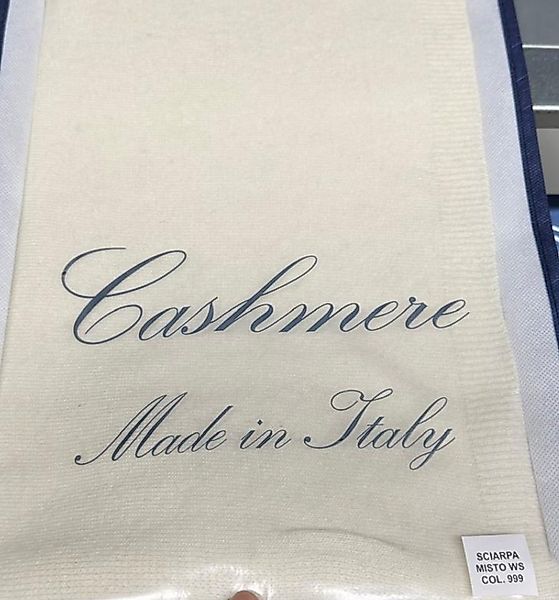 Cashmere
Made in Italy
SCIARPA
MISTO WS
COL. 999